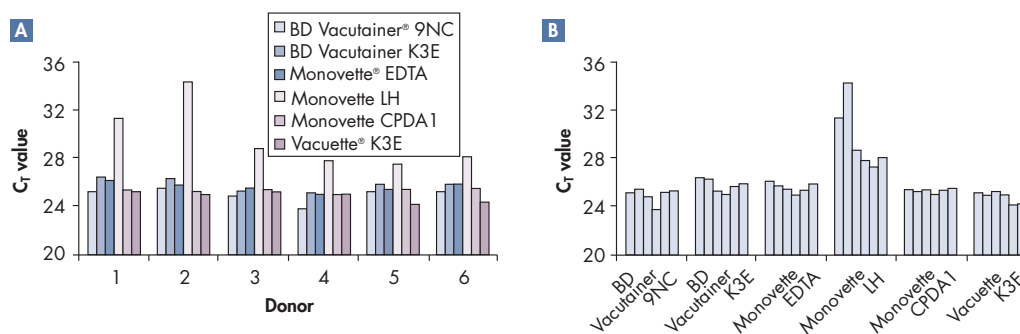 A
BD Vacutainer® 9NC
BD Vacutainer K3E
Monovette® EDTA
Monovette LH
Monovette CPDA1
Vacuette® K3E
36
32
28
24
20
CT value
1 2 3 4 5 6
Donor
B
36
32
28
24
20
CT value
BD
Vacutainer
9NC
BD
Vacutainer
K3E
Monovette
EDTA
Monovette
LH
Monovette
CPDA1
Vacuette
K3E